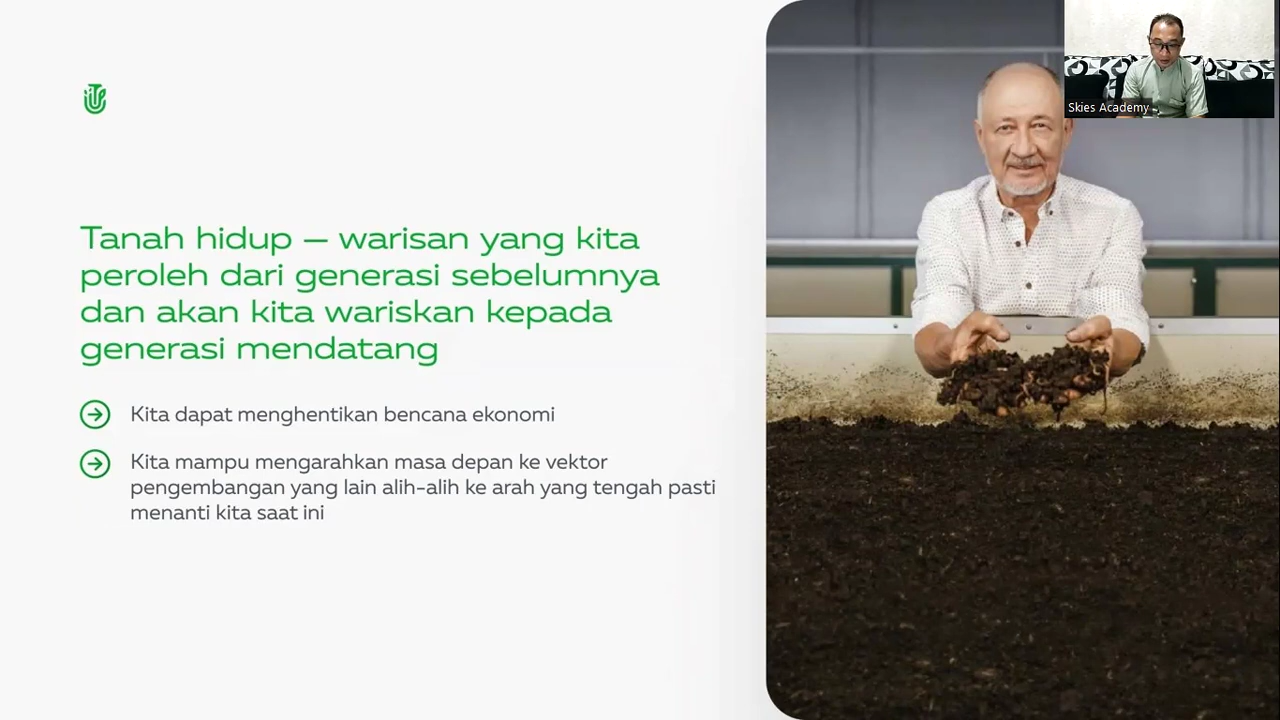 Tanah hidup — warisan yang kita
peroleh dari generasi sebelumnya
dan akan kita wariskan kepada
generasi mendatang
Kita dapat menghentikan bencana ekonomi
Kita mampu mengarahkan masa depan ke vektor
pengembangan yang lain alih-alih ke arah yang tengah pasti
menanti kita saat ini
Skies Academy